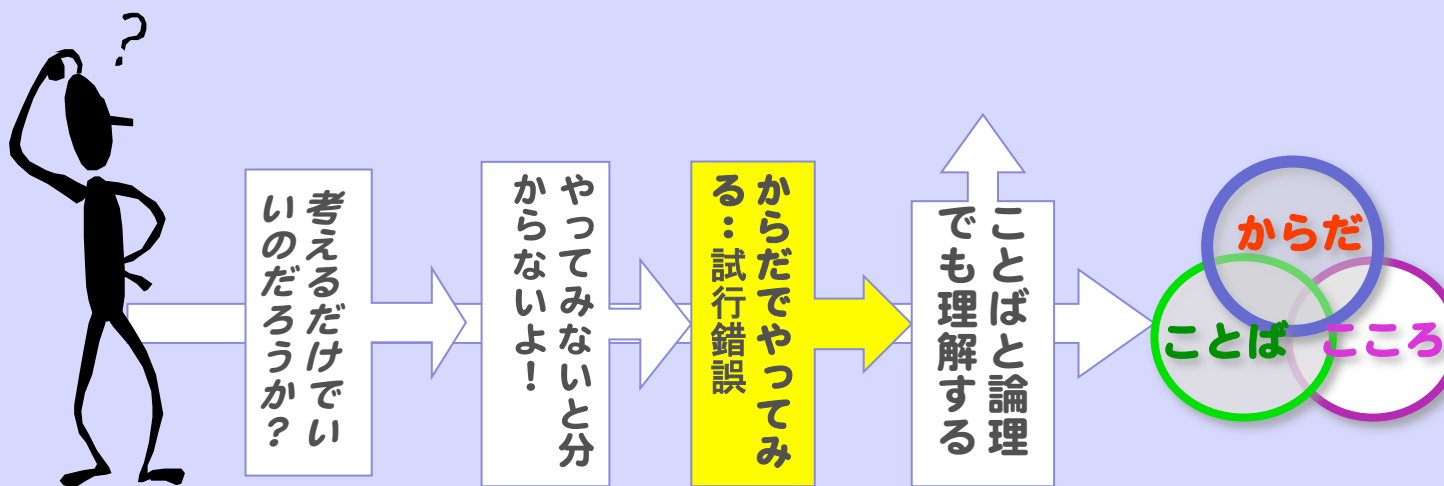 ?
考えるだけでい
いのだろうか？
やってみないと分
からないよ！
からだでやってみ
る：試行錯誤
ことばと論理
でも理解する
からだ
ことば
こころ